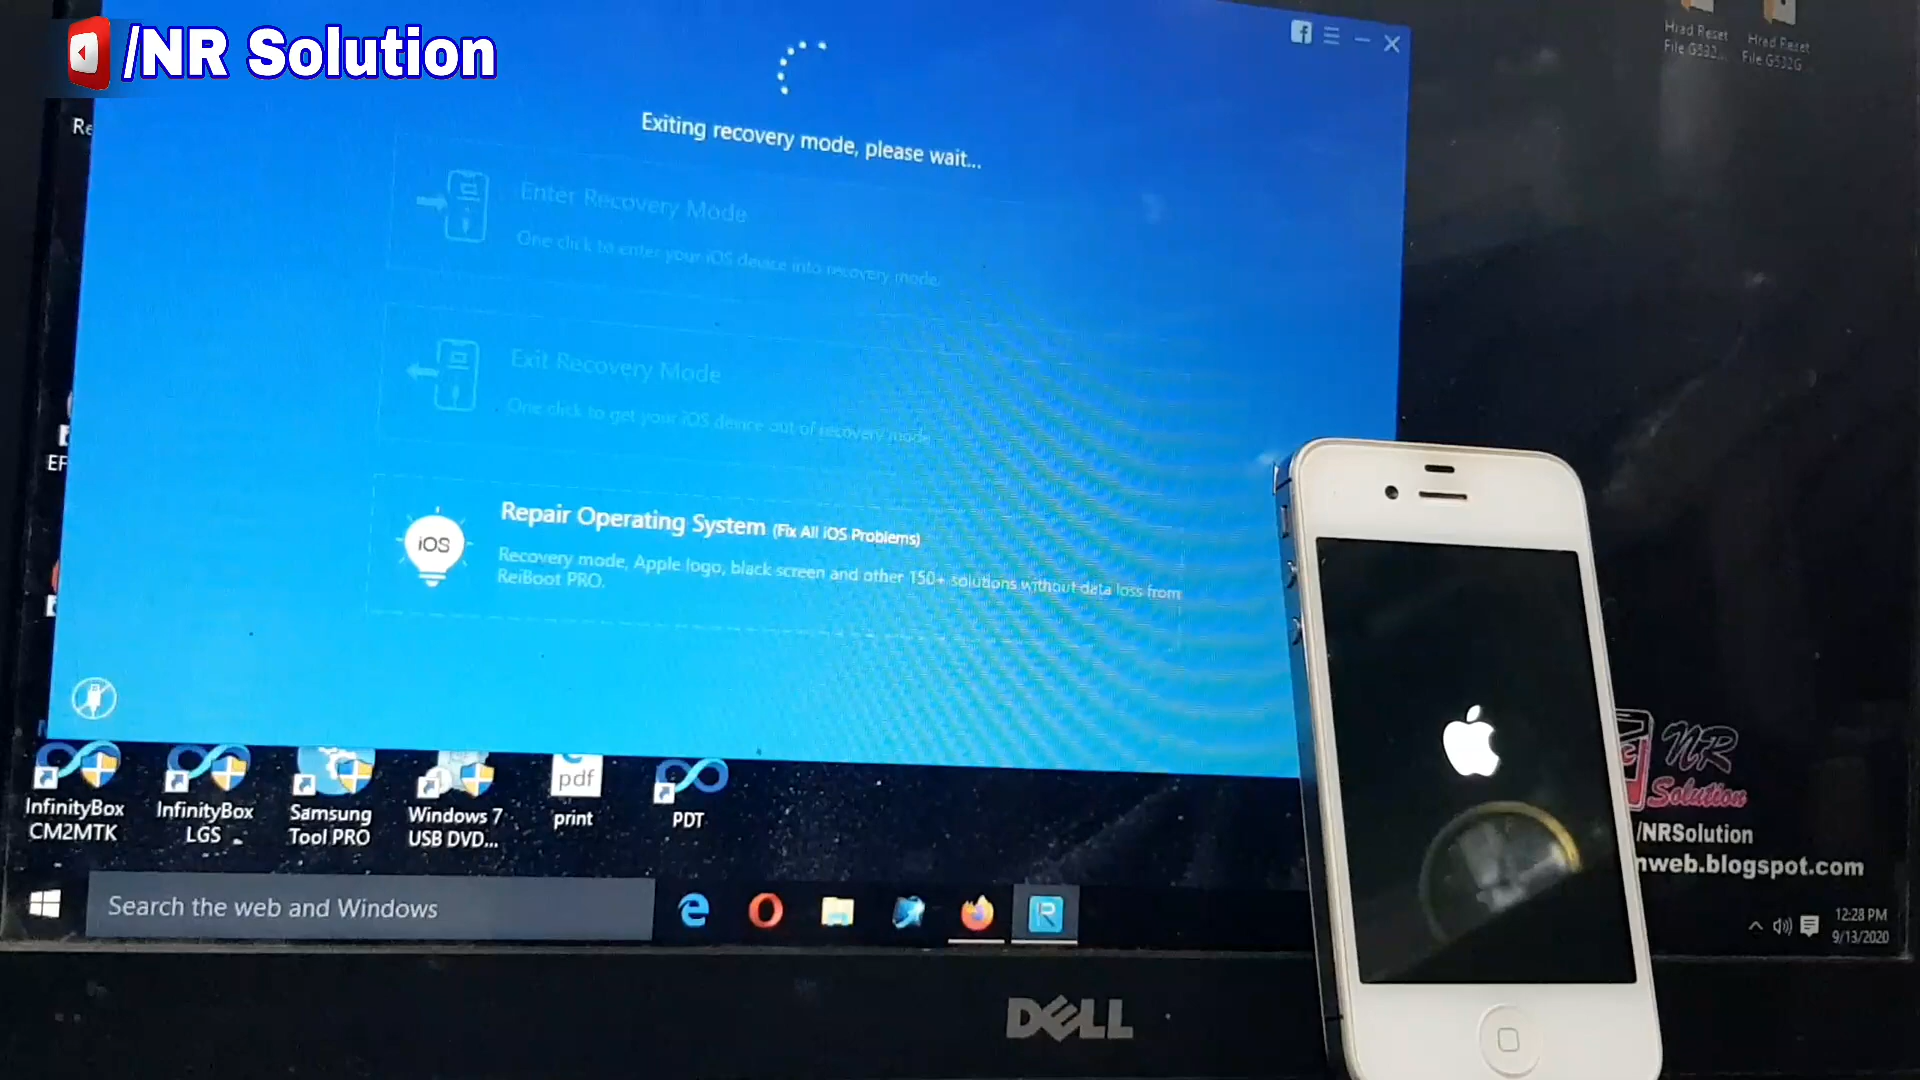 /NR Solution
Hrad Reset
File G532...
Hrad Reset
File G532G
Exiting recovery mode, please wait...
Enter Recovery Mode
One click to enter your iOS device into recovery mode.
Exit Recovery Mode
One click to get your iOS device out of recovery mode.
iOS
Repair Operating System (Fix All iOS Problems)
Recovery mode, Apple logo, black screen and other 150+ solutions without data loss from
ReiBoot PRO.
InfinityBox
CM2MTK
InfinityBox
LGS
Samsung
Tool PRO
Windows 7
USB DVD...
pdf
print
PDT
NR
Solution
/NRSolution
nweb.blogspot.com
Search the web and Windows
12:28 PM
9/13/2020
DELL